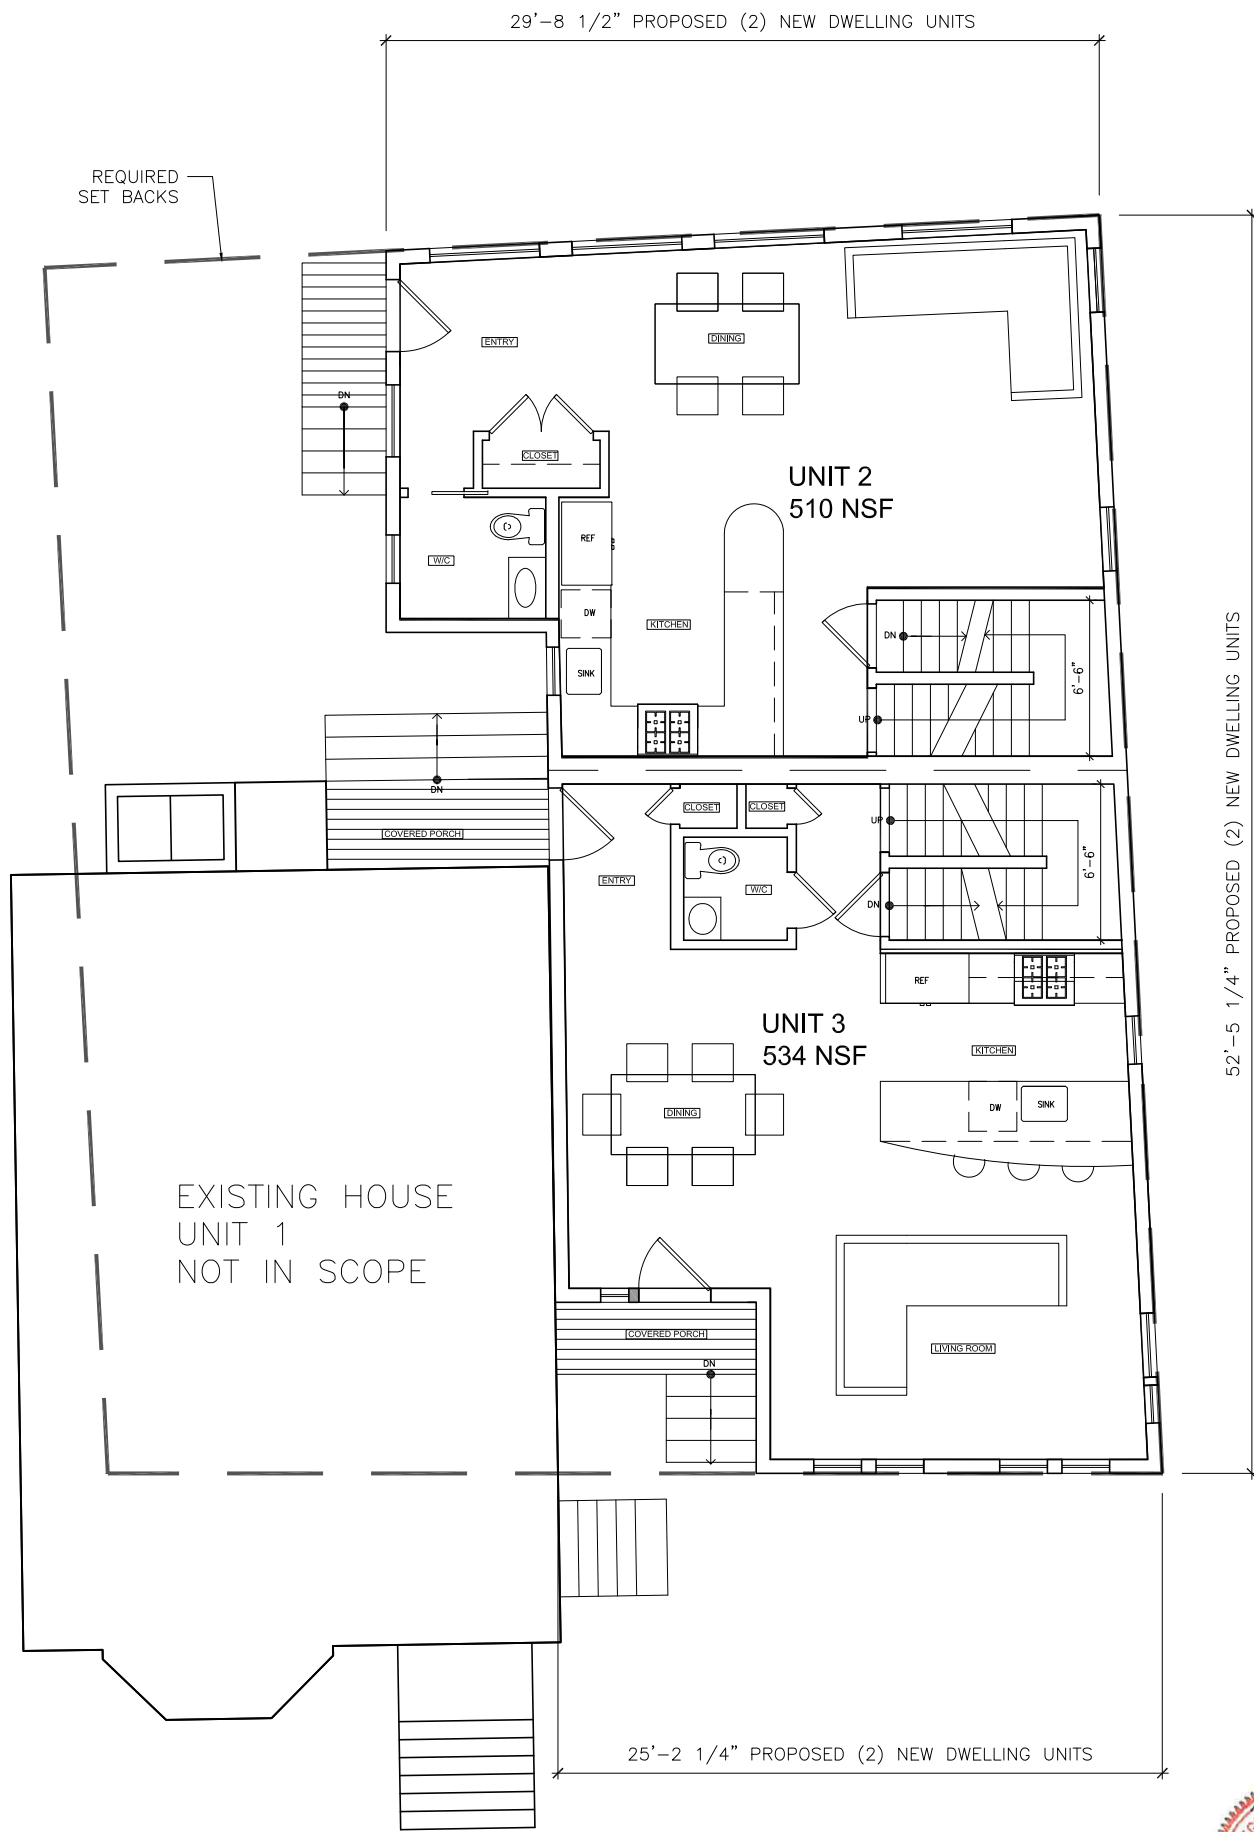 29'-8 1/2" PROPOSED (2) NEW DWELLING UNITS
REQUIRED
SET BACKS
ENTRY
DINING
DN
CLOSET
UNIT 2
510 NSF
REF
W/C
DW
KITCHEN
DN
SINK
6'-6"
UP
52'-5 1/4" PROPOSED (2) NEW DWELLING UNITS
DN
COVERED PORCH
CLOSET
CLOSET
UP
6'-6"
ENTRY
W/C
DN
REF
UNIT 3
534 NSF
KITCHEN
DINING
DW
SINK
EXISTING HOUSE
UNIT 1
NOT IN SCOPE
COVERED PORCH
LIVING ROOM
DN
25'-2 1/4" PROPOSED (2) NEW DWELLING UNITS